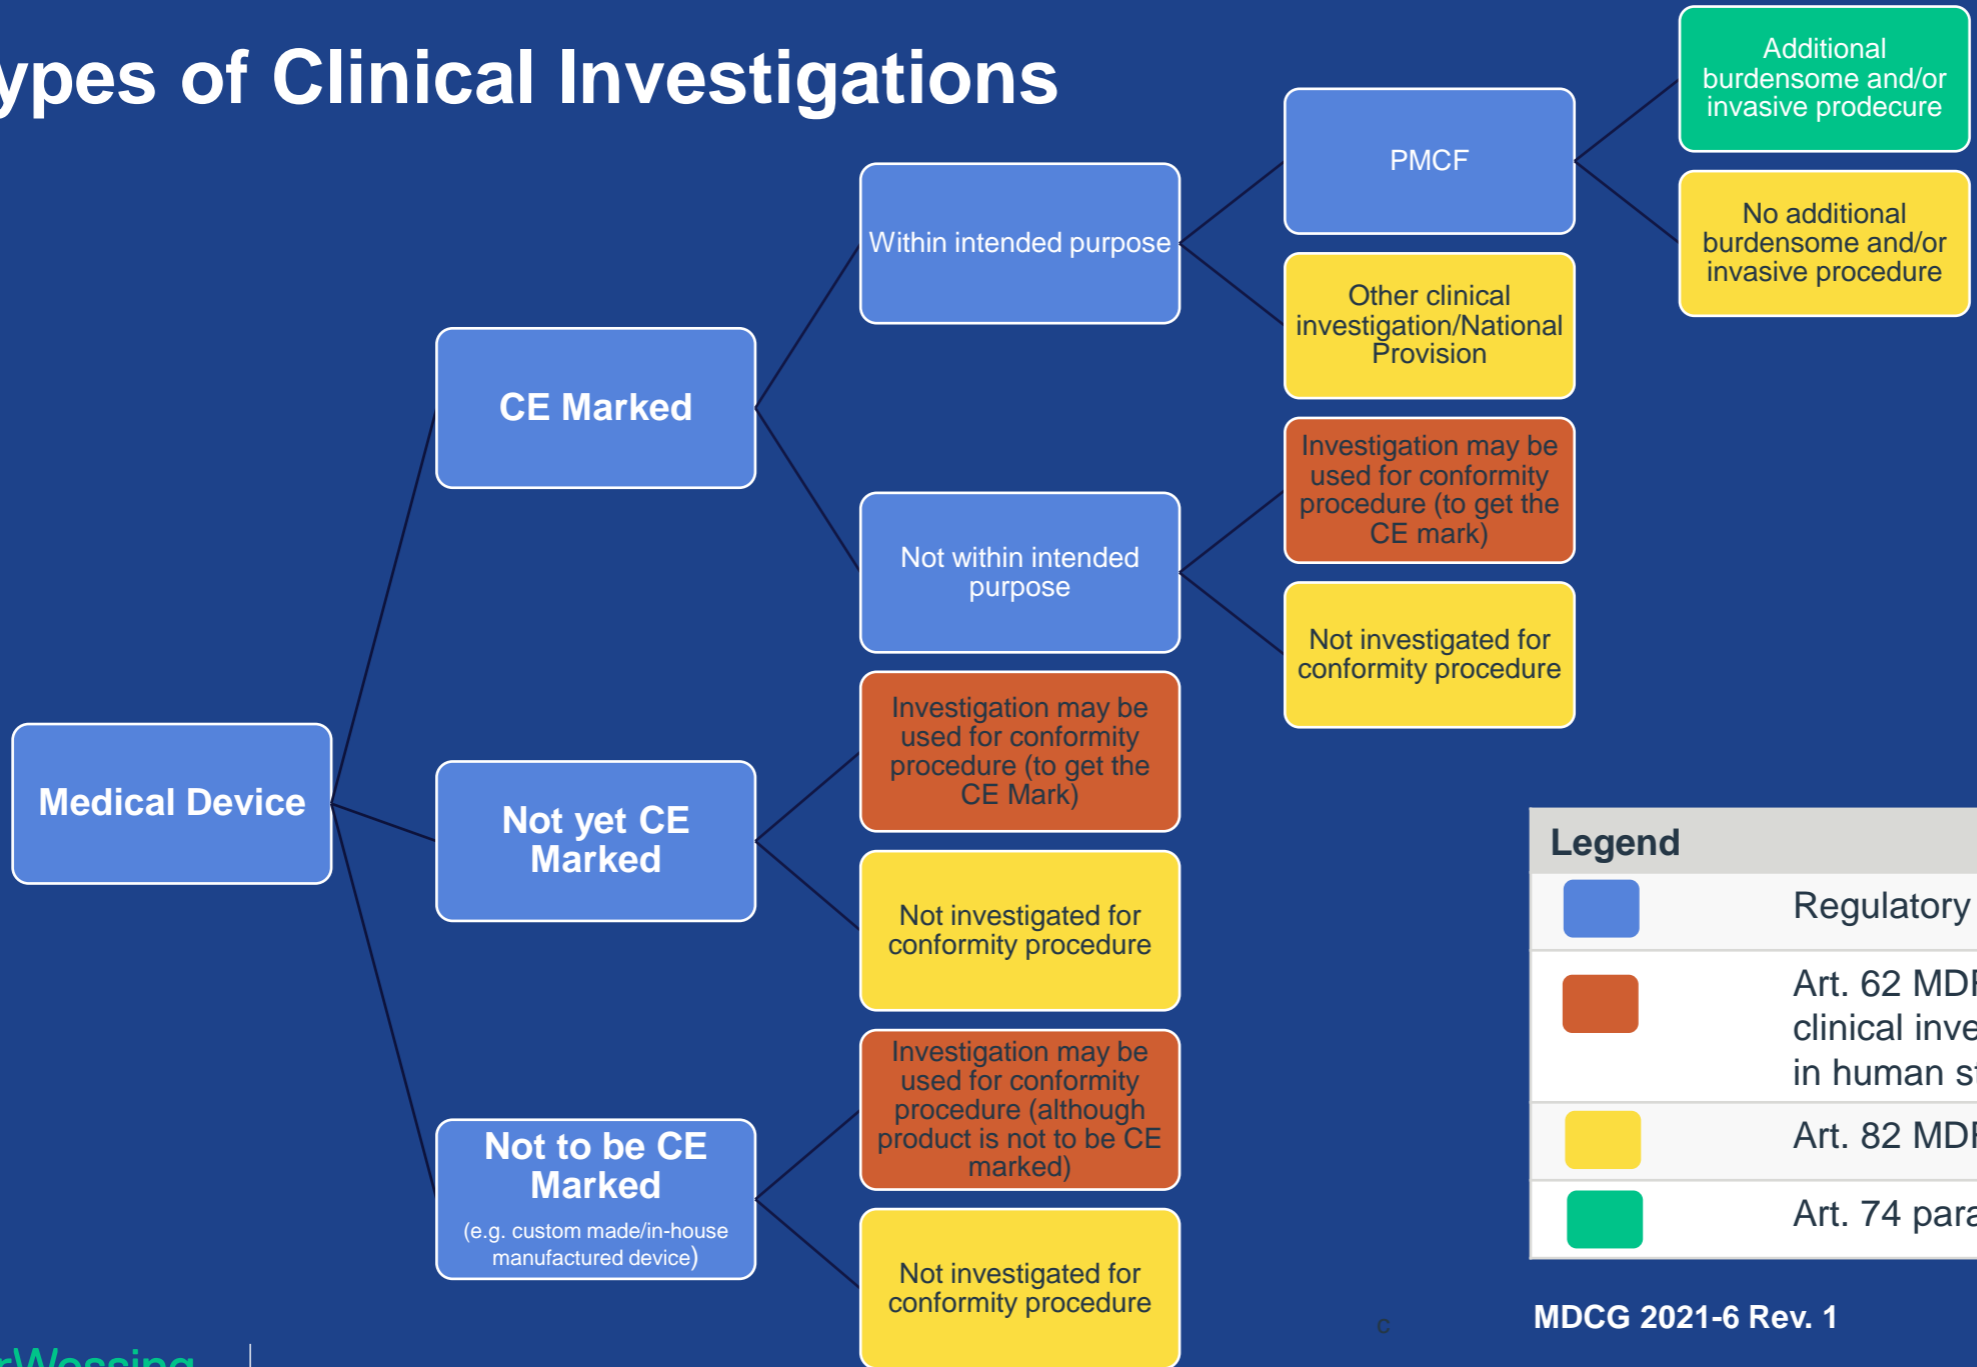 ypes of Clinical Investigations
Additional
burdensome and/or
invasive prodecure
PMCF
No additional
burdensome and/or
invasive procedure
Within intended purpose
Other clinical
investigation/National
Provision
CE Marked
Investigation may be
used for conformity
procedure (to get the
CE mark)
Not within intended
purpose
Not investigated for
conformity procedure
Medical Device
Investigation may be
used for conformity
procedure (to get the
CE Mark)
Not yet CE
Marked
Not investigated for
conformity procedure
Investigation may be
used for conformity
procedure (although
product is not to be CE
marked)
Not to be CE
Marked
(e.g. custom made/in-house
manufactured device)
Not investigated for
conformity procedure
Legend
Regulatory
Art. 62 MD
clinical inve
in human s
Art. 82 MD
Art. 74 para
c
MDCG 2021-6 Rev. 1
rWessing